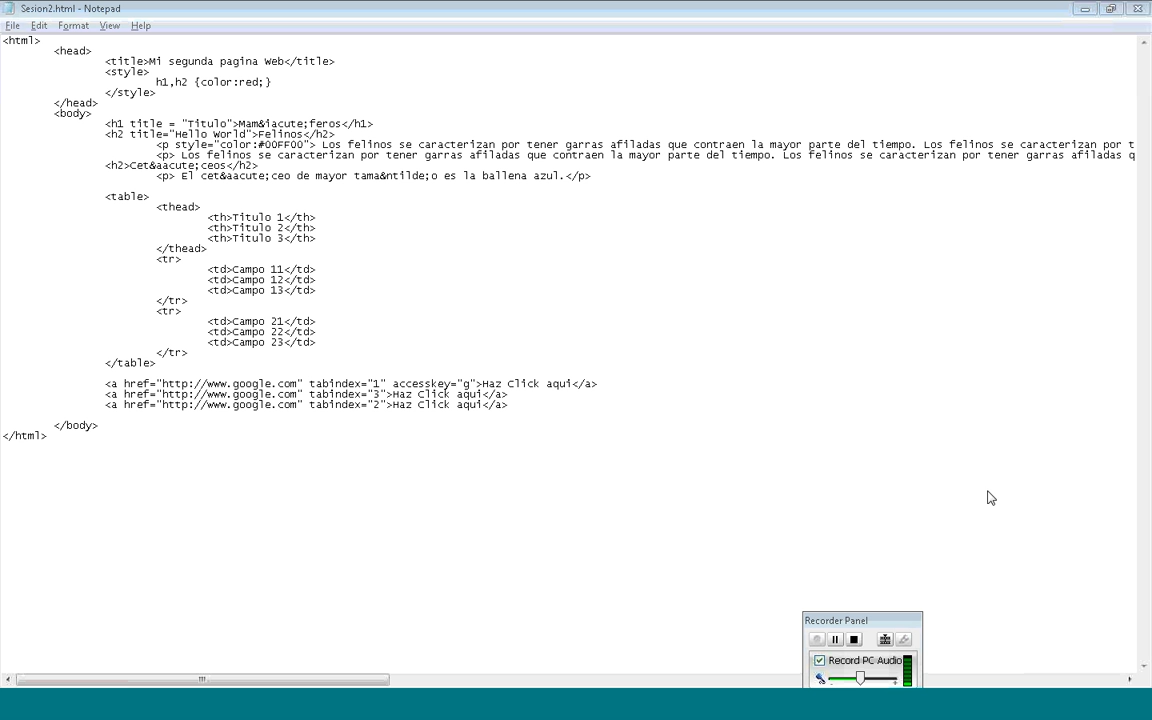 Sesion2.html - Notepad
File Edit Format View Help
<html>
<head>
<title>Mi segunda pagina Web</title>
<style>
h1,h2 {color:red;}
</style>
</head>
<body>
<h1 title = "Titulo">Mam&iacute;feros</h1>
<h2 title="Hello World">Felinos</h2>
<p style="color:#00FF00"> Los felinos se caracterizan por tener garras afiladas que contraen la mayor parte del tiempo. Los felinos se caracterizan por t
<p> Los felinos se caracterizan por tener garras afiladas que contraen la mayor parte del tiempo. Los felinos se caracterizan por tener garras afiladas q
<h2>Cet&aacute;ceos</h2>
<p> El cet&aacute;ceo de mayor tama&ntilde;o es la ballena azul.</p>
<table>
<thead>
<th>Titulo 1</th>
<th>Titulo 2</th>
<th>Titulo 3</th>
</thead>
<tr>
<td>Campo 11</td>
<td>Campo 12</td>
<td>Campo 13</td>
</tr>
<tr>
<td>Campo 21</td>
<td>Campo 22</td>
<td>Campo 23</td>
</tr>
</table>
<a href="http://www.google.com" tabindex="1" accesskey="g">Haz Click aqui</a>
<a href="http://www.google.com" tabindex="3">Haz Click aqui</a>
<a href="http://www.google.com" tabindex="2">Haz Click aqui</a>
</body>
</html>
Recorder Panel
Record PC Audio